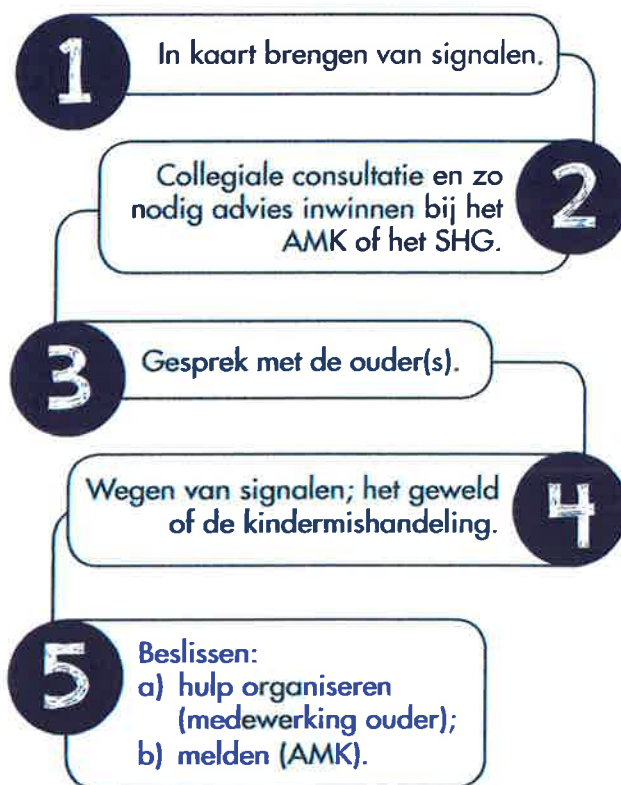 1
In kaart brengen van signalen.
Collegiale consultatie en zo
nodig advies inwinnen bij het
AMK of het SHG.
2
3
Gesprek met de ouder(s).
Wegen van signalen; het geweld
of de kindermishandeling.
4
5
Beslissen:
a) hulp organiseren
(medewerking ouder);
b) melden (AMK).